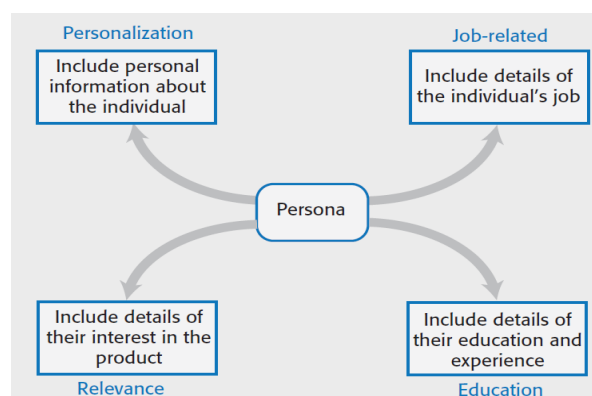 Personalization
Include personal
information about
the individual
Job-related
Include details of
the individual's job
Persona
Include details of
their interest in the
product
Relevance
Include details of
their education and
experience
Education